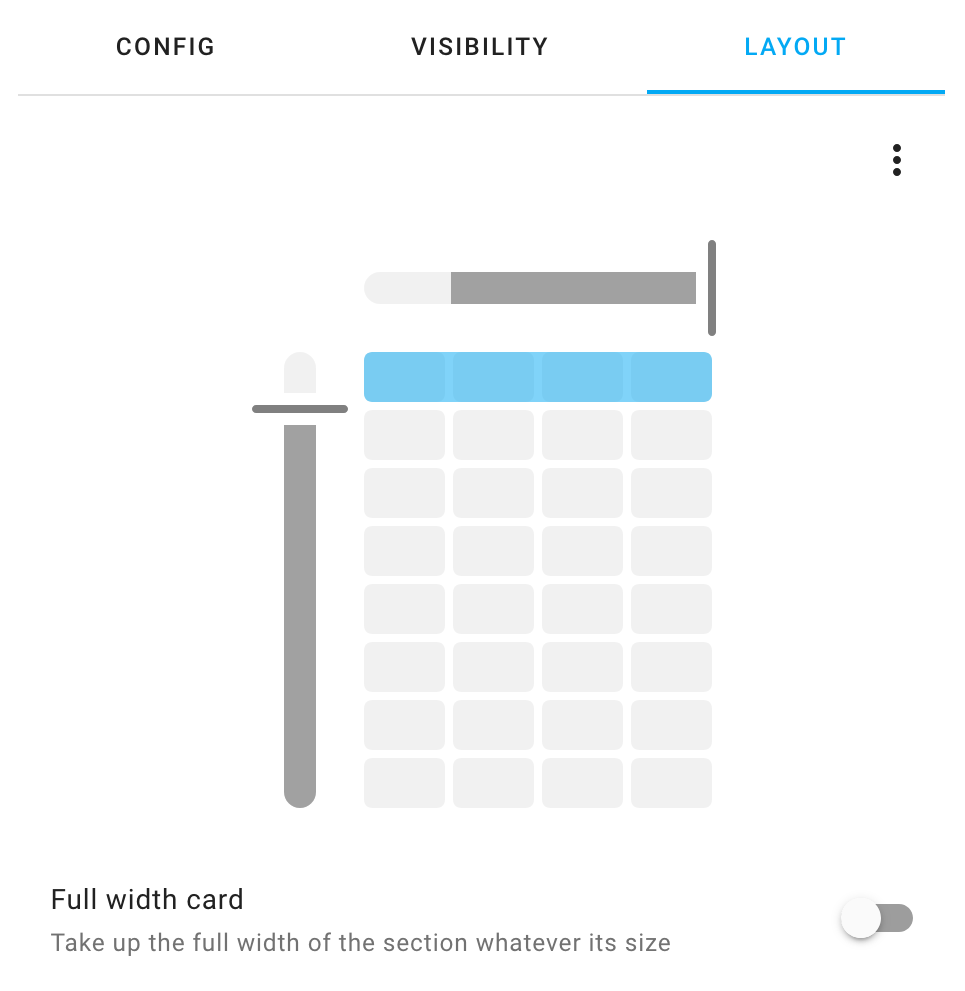 CONFIG VISIBILITY LAYOUT
Full width card
Take up the full width of the section whatever its size